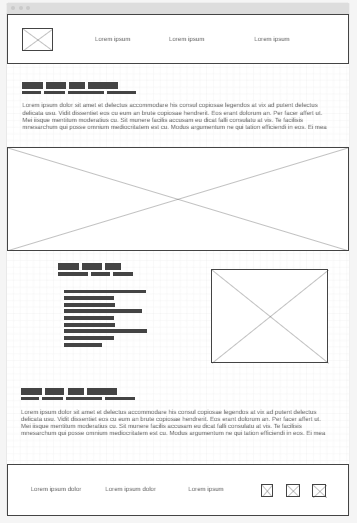 Lorem ipsum Lorem ipsum Lorem ipsum
Lorem ipsum dolor sit amet et delectus accommodare his consul copiosae legendos at vix ad putent delectus
delicata usu. Vidit dissentiet eos cu eum an brute copiosae hendrerit. Eos erant dolorum an. Per facer affert ut.
Mei iisque mentitum moderatius cu. Sit munere facilis accusam eu dicat falli consulatu at vis. Te facilisis
mnesarchum qui posse omnium mediocritatem est cu. Modus argumentum ne qui tation efficiendi in eos. Ei mea
Lorem ipsum dolor sit amet et delectus accommodare his consul copiosae legendos at vix ad putent delectus
delicata usu. Vidit dissentiet eos cu eum an brute copiosae hendrerit. Eos erant dolorum an. Per facer affert ut.
Mei iisque mentitum moderatius cu. Sit munere facilis accusam eu dicat falli consulatu at vis. Te facilisis
mnesarchum qui posse omnium mediocritatem est cu. Modus argumentum ne qui tation efficiendi in eos. Ei mea
Lorem ipsum dolor Lorem ipsum dolor Lorem ipsum